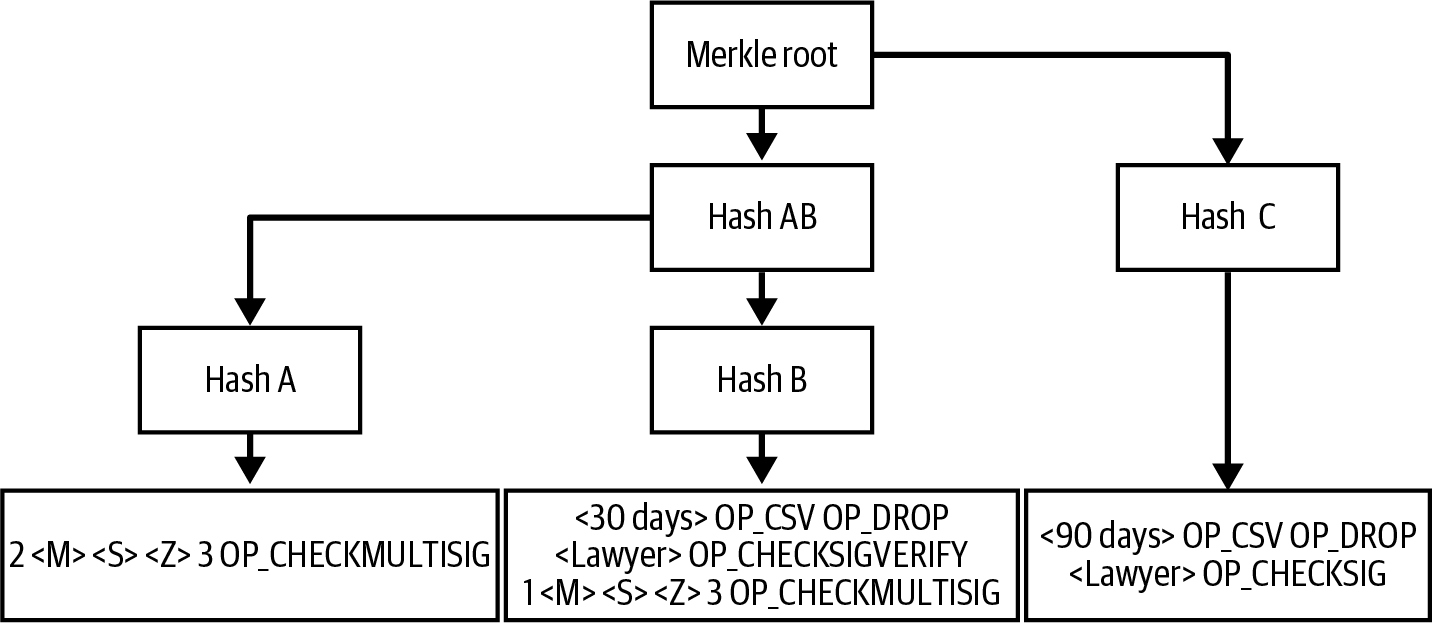 Merkle root
Hash AB
Hash C
Hash A
Hash B
2 <M> <S> <Z> 3 OP_CHECKMULTISIG
<30 days> OP_CSV OP_DROP
<Lawyer> OP_CHECKSIGVERIFY
1 <M> <S> <Z> 3 OP_CHECKMULTISIG
<90 days> OP_CSV OP_DROP
<Lawyer> OP_CHECKSIG